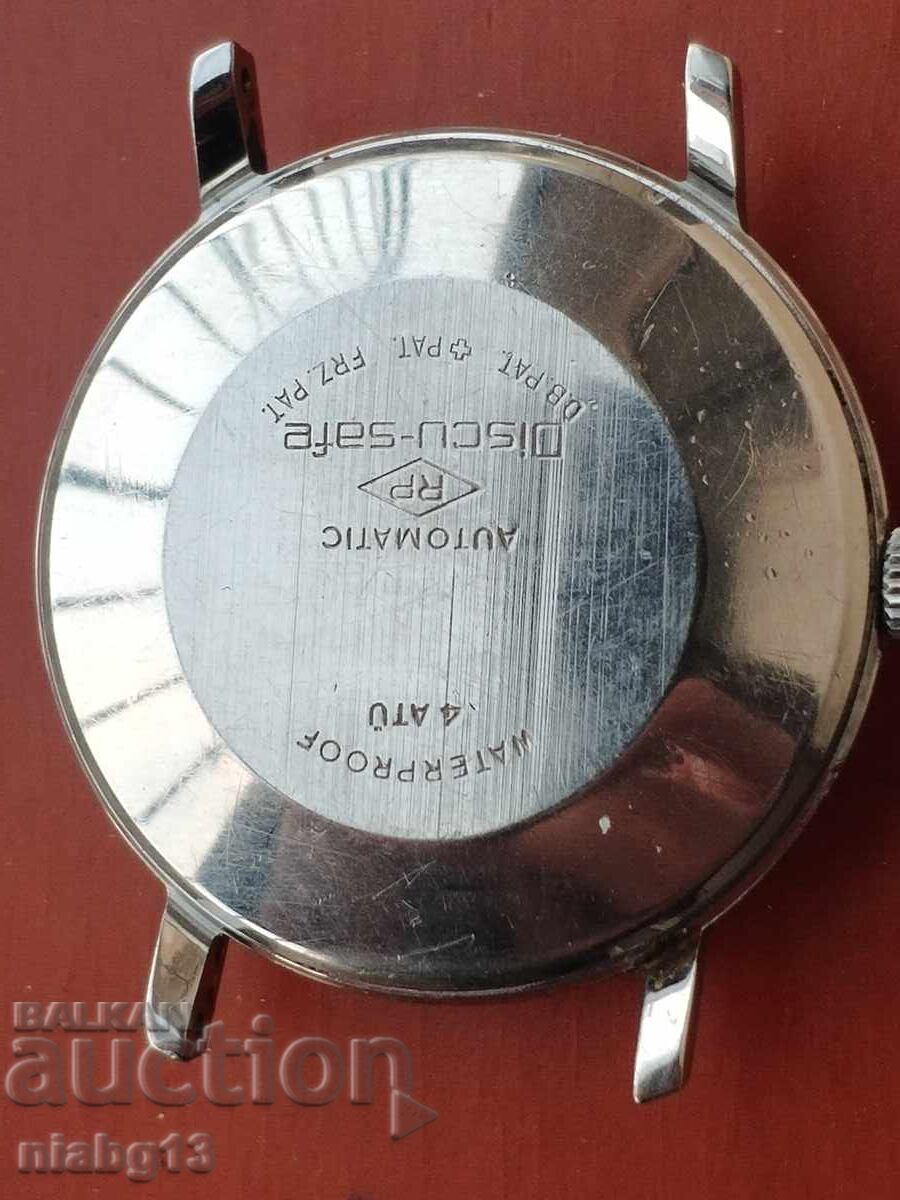 WATERPROOF
4 ATÜ
AUTOMATIC
RP
Discu-safe
DB.PAT. ✚PAT. FRZ.PAT.
BALKAN
auction
niabg13